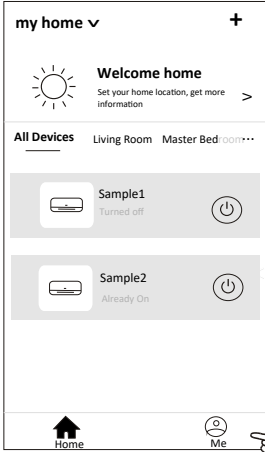 my home
Welcome home
Set your home location, get more
information
All Devices Living Room Master Bedroom
Sample1
Turned off
Sample2
Already On
Home Me